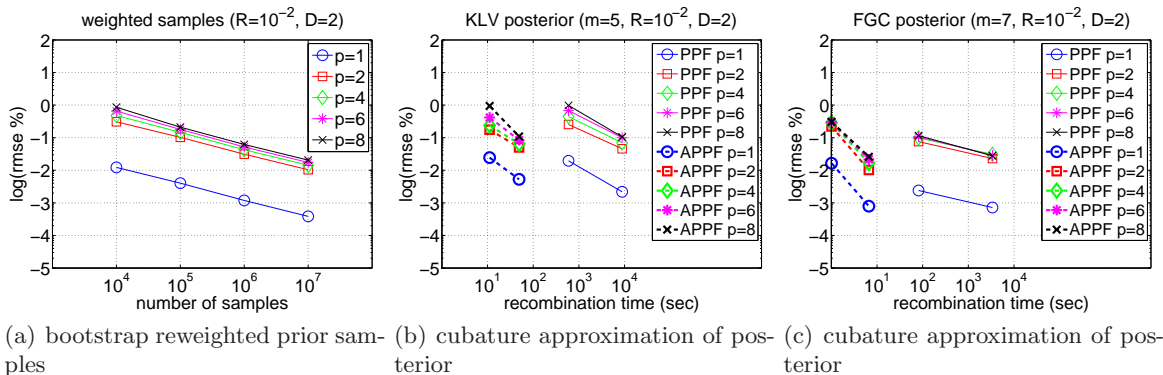 weighted samples (R=10^-2, D=2)
log(rmse %)
2
1
0
−1
−2
−3
−4
−5
10^4 10^5 10^6 10^7
number of samples
p=1
p=2
p=4
p=6
p=8
(a) bootstrap reweighted prior sam-
ples
KLV posterior (m=5, R=10^-2, D=2)
log(rmse %)
2
1
0
−1
−2
−3
−4
−5
10^1 10^2 10^3 10^4
recombination time (sec)
PPF p=1
PPF p=2
PPF p=4
PPF p=6
PPF p=8
APPF p=1
APPF p=2
APPF p=4
APPF p=6
APPF p=8
(b) cubature approximation of pos-
terior
FGC posterior (m=7, R=10^-2, D=2)
log(rmse %)
2
1
0
−1
−2
−3
−4
−5
10^1 10^2 10^3 10^4
recombination time (sec)
PPF p=1
PPF p=2
PPF p=4
PPF p=6
PPF p=8
APPF p=1
APPF p=2
APPF p=4
APPF p=6
APPF p=8
(c) cubature approximation of pos-
terior